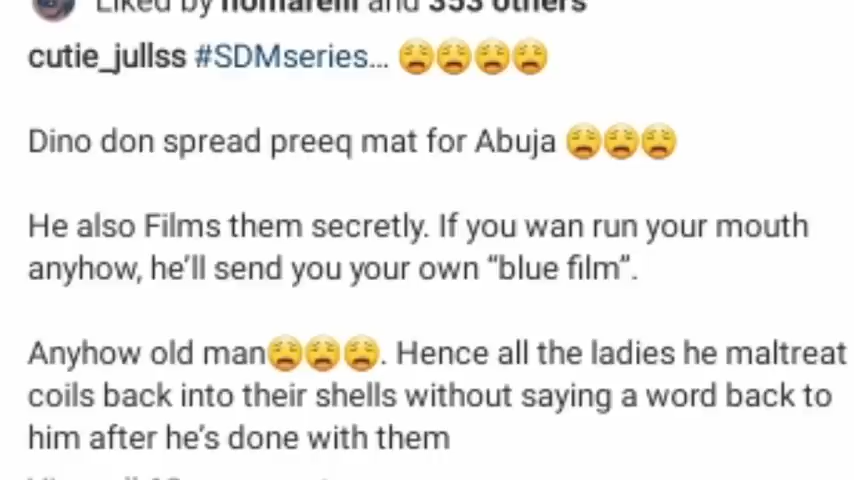 Liked by nomarelli and 353 others
cutie_jullss #SDMseries... 😩😩😩😩
Dino don spread preeq mat for Abuja 😩😩😩
He also Films them secretly. If you wan run your mouth
anyhow, he'll send you your own “blue film”.
Anyhow old man😩😩😩. Hence all the ladies he maltreat
coils back into their shells without saying a word back to
him after he's done with them